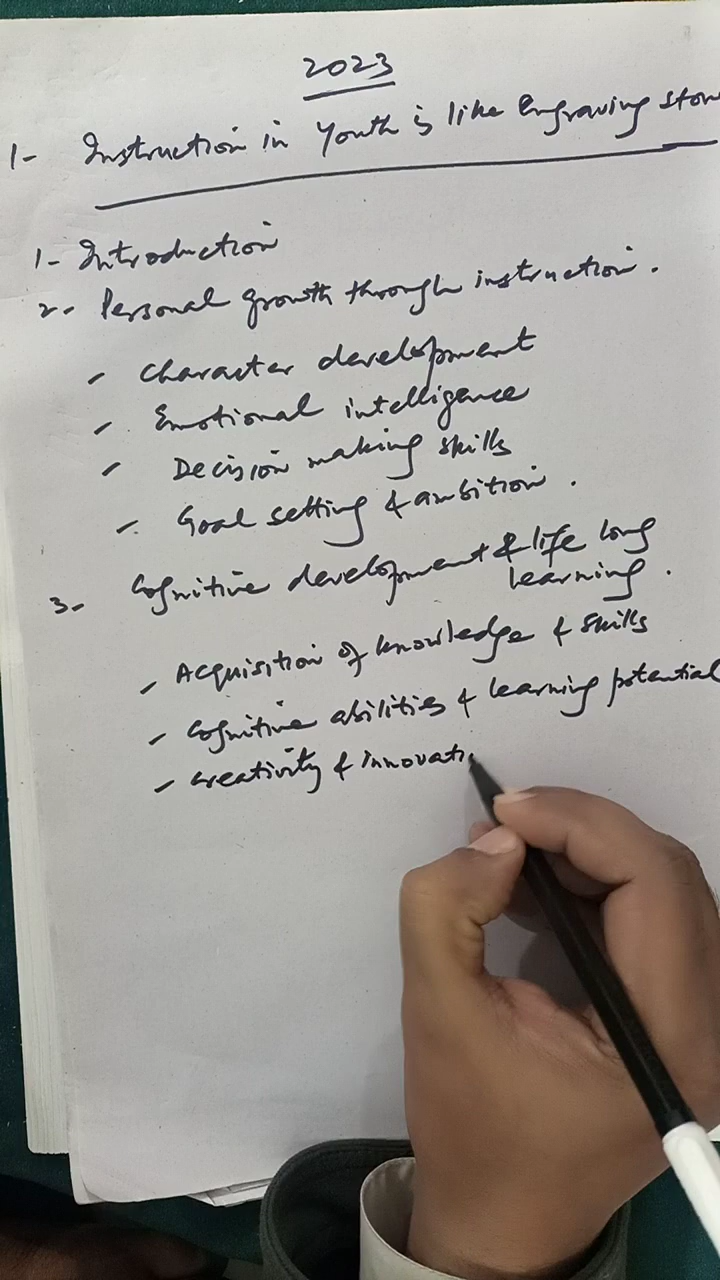 2023
1- Instruction in Youth is like Engraving ston
1- Introduction
2- Personal growth through instruction.
- Character development
- Emotional intelligence
- Decision making skills
- Goal setting & ambition.
3- Cognitive development & life long
learning.
- Acquisition of knowledge & skills
- Cognitive abilities & learning potential
- creativity & innovati